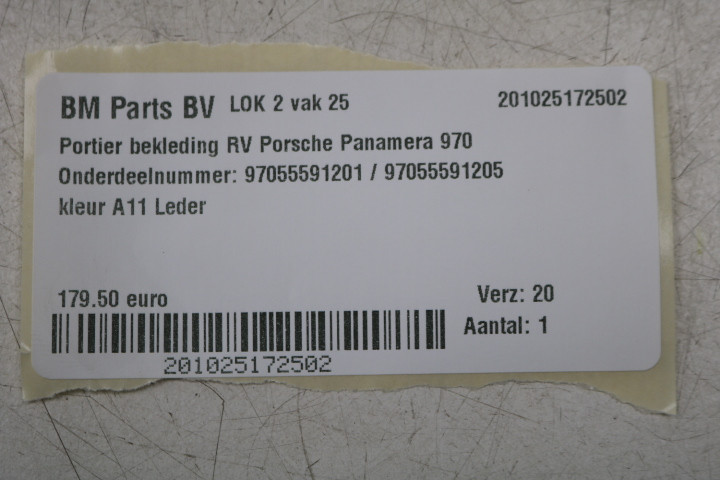 BM Parts BV LOK 2 vak 25 201025172502
Portier bekleding RV Porsche Panamera 970
Onderdeelnummer: 97055591201 / 97055591205
kleur A11 Leder
179.50 euro Verz: 20
Aantal: 1
201025172502